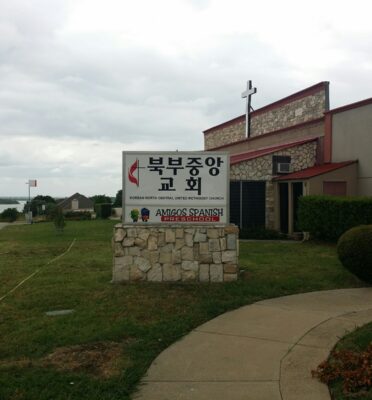 북부중앙
교회
KOREAN NORTH CENTRAL UNITED METHODIST CHURCH
AMIGOS SPANISH
PRESCHOOL